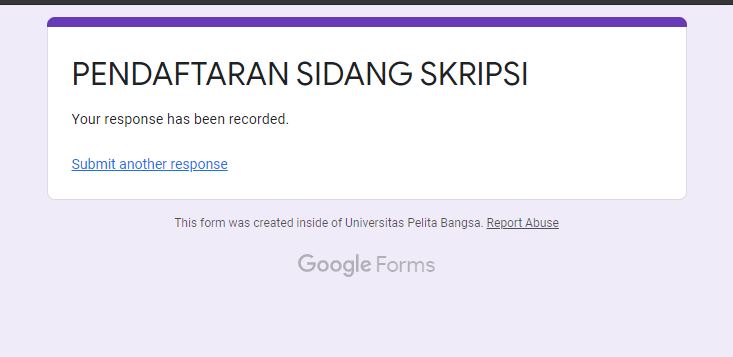 PENDAFTARAN SIDANG SKRIPSI
Your response has been recorded.
Submit another response
This form was created inside of Universitas Pelita Bangsa. Report Abuse
Google Forms